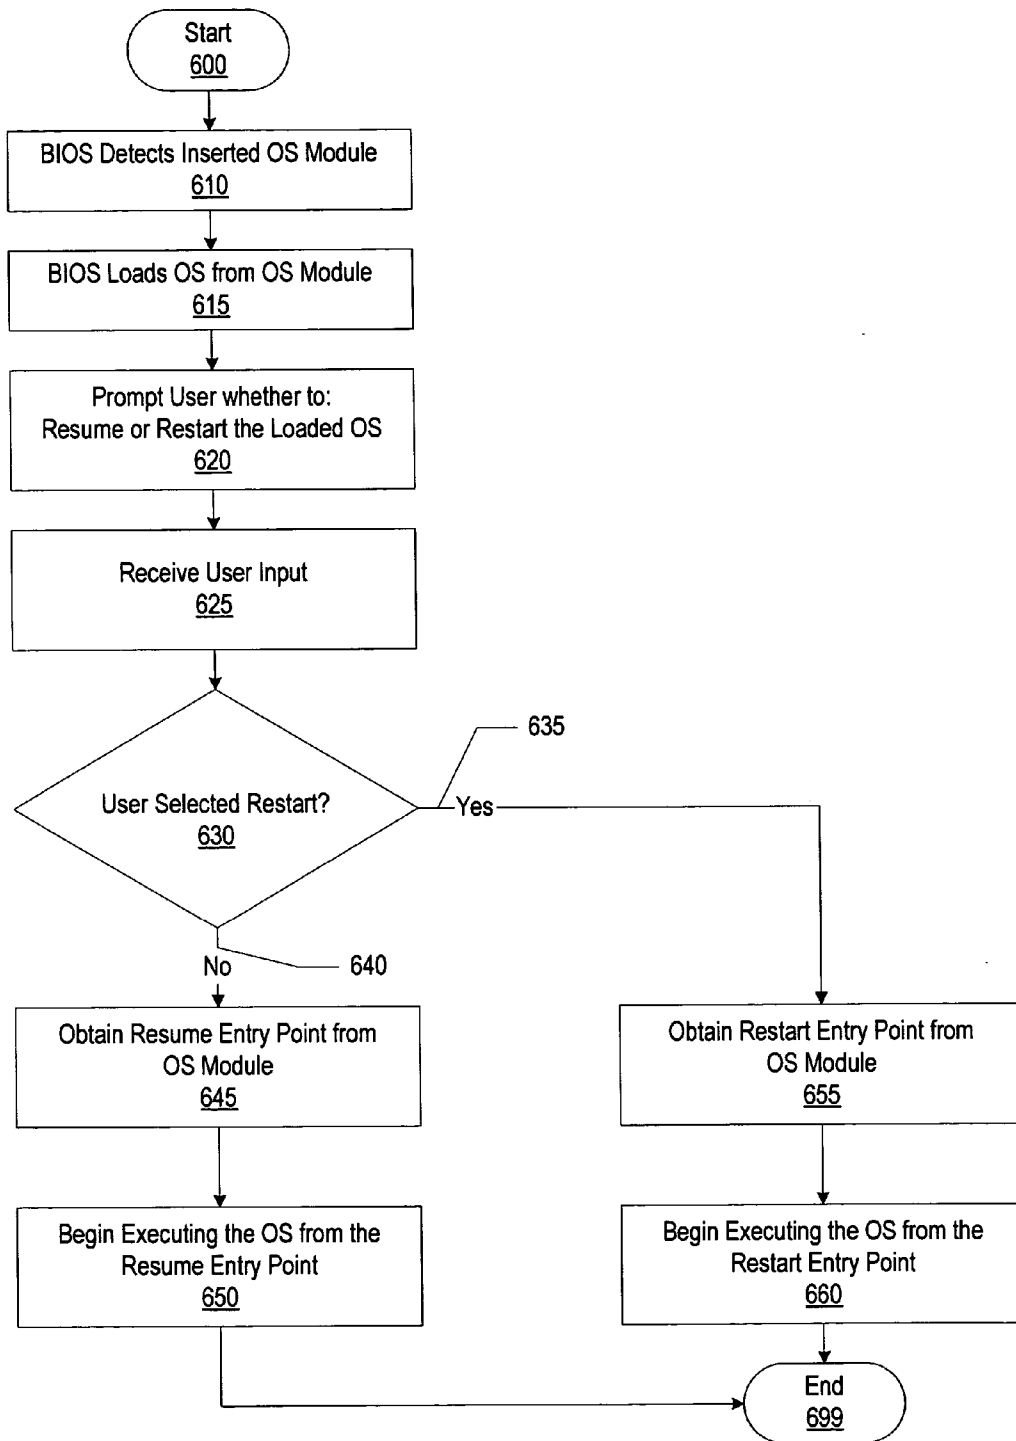 Start
600
BIOS Detects Inserted OS Module
610
BIOS Loads OS from OS Module
615
Prompt User whether to:
Resume or Restart the Loaded OS
620
Receive User Input
625
635
User Selected Restart?
630
Yes
No
640
Obtain Resume Entry Point from
OS Module
645
Obtain Restart Entry Point from
OS Module
655
Begin Executing the OS from the
Resume Entry Point
650
Begin Executing the OS from the
Restart Entry Point
660
End
699